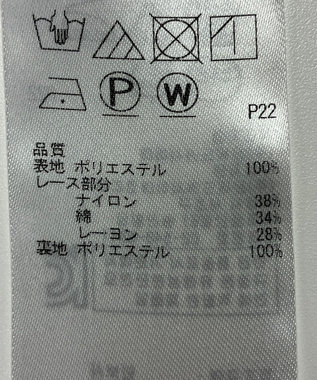 P
W
P22
品質
表地 ポリエステル 100%
レース部分
ナイロン 38%
綿 34%
レーヨン 28%
裏地 ポリエステル 100%